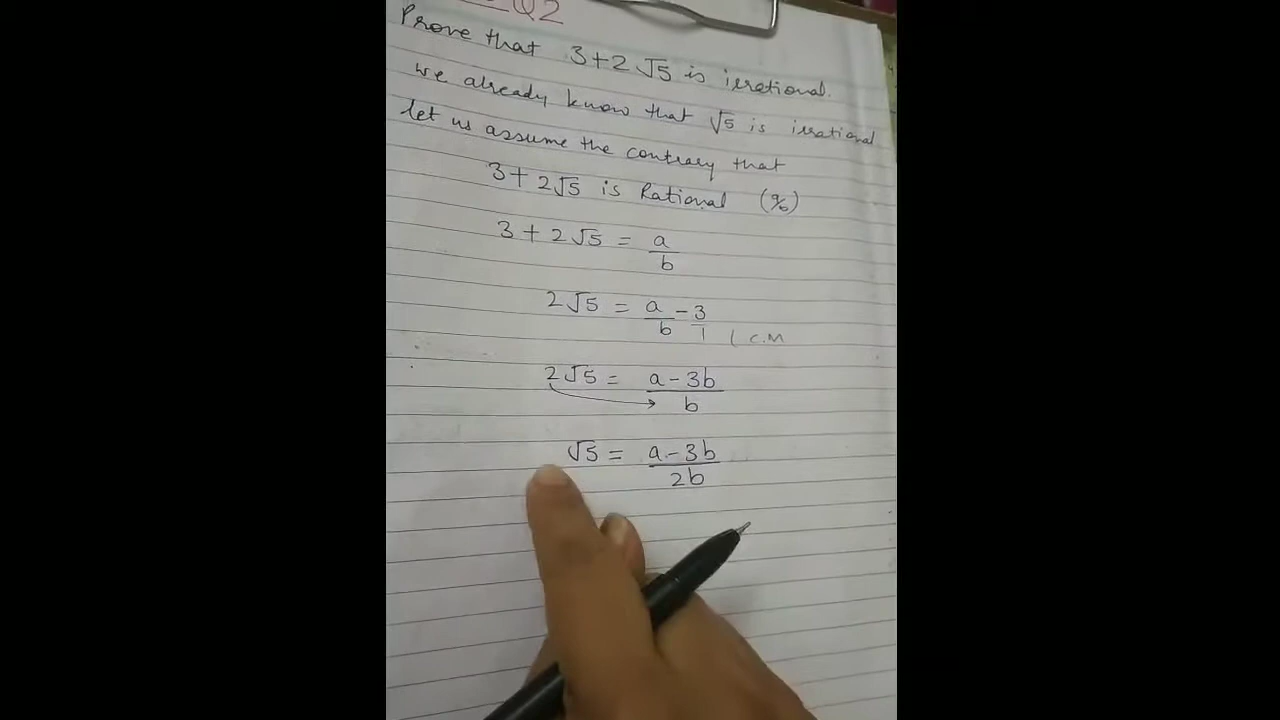 Q2
Prove that 3+2√5 is irrational.
we already know that √5 is irrational
let us assume the contrary that
3+2√5 is Rational (a/b)
3 + 2√5 = a/b
2√5 = a/b - 3/1 LCM
2√5 = (a-3b)/b
√5 = (a-3b)/2b